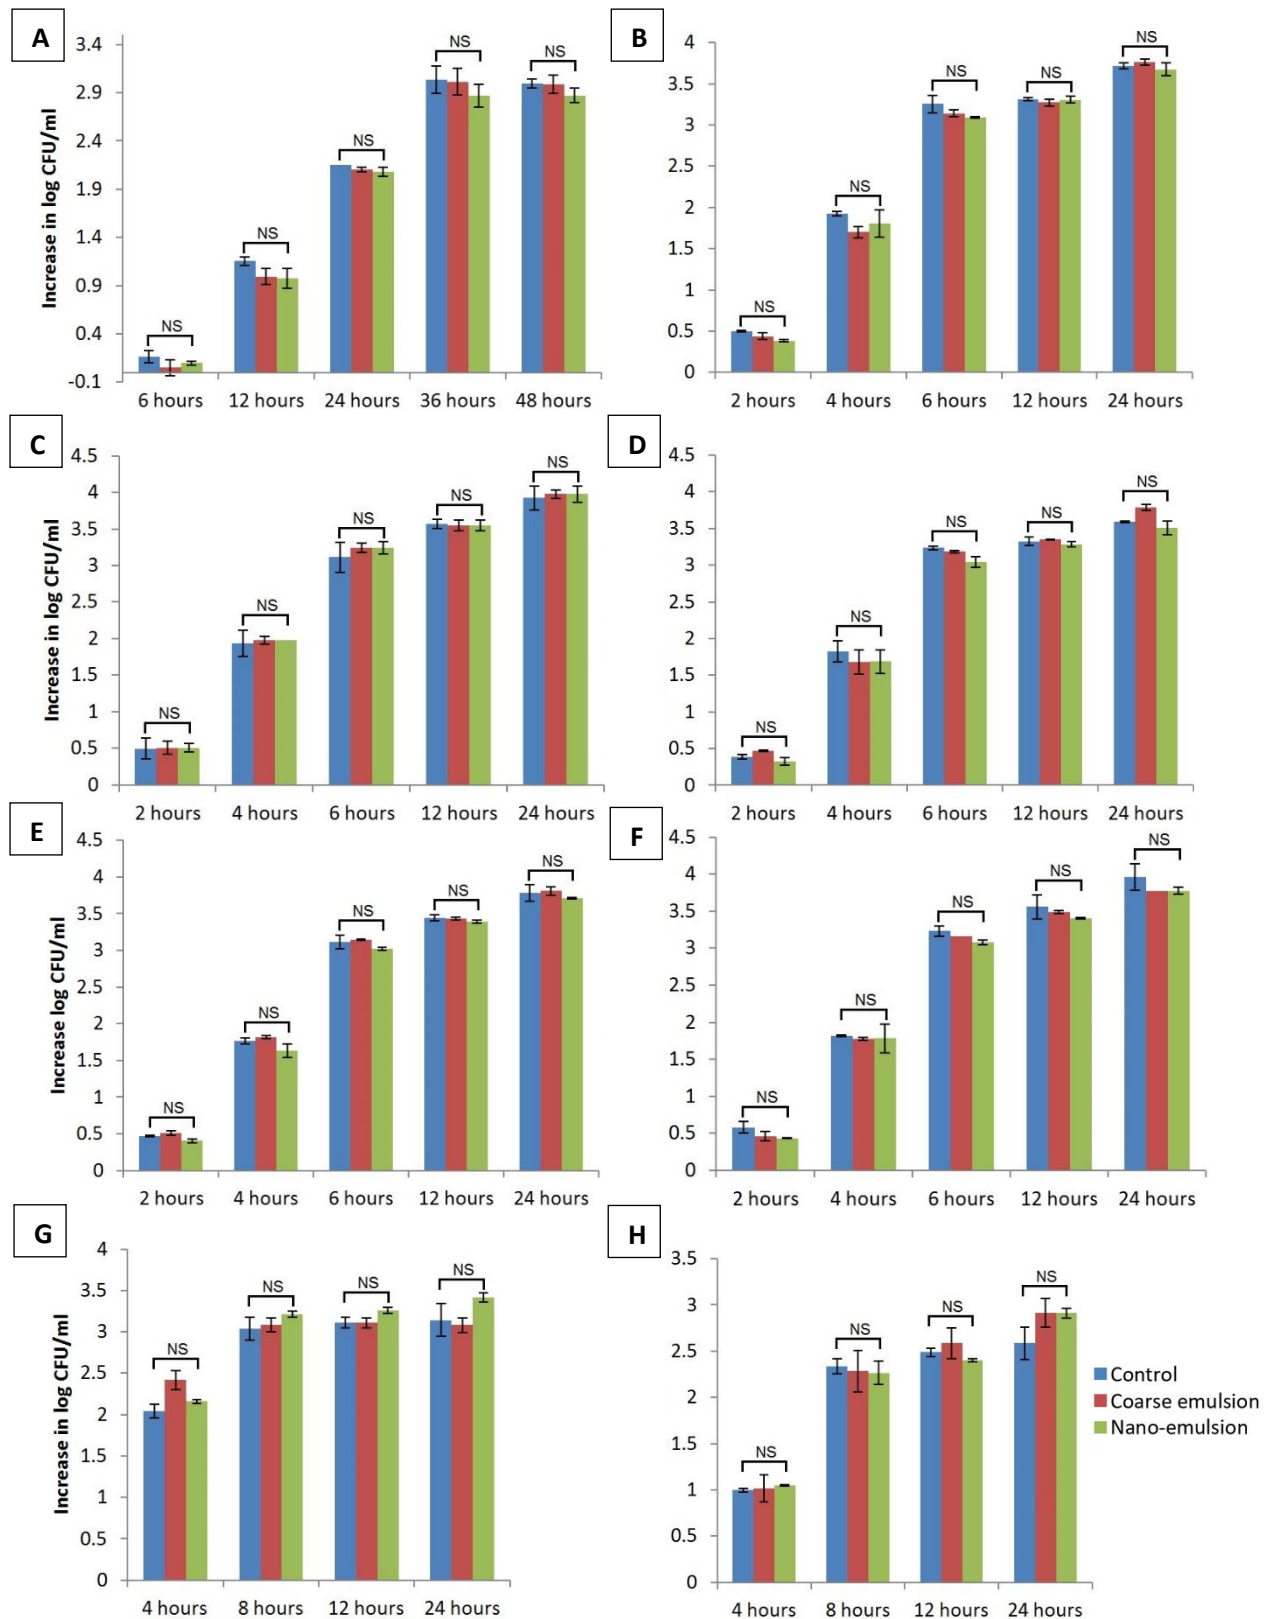 A
Increase in log CFU/ml
3.4
2.9
2.4
1.9
1.4
0.9
0.4
-0.1
NS
NS
NS
NS
NS
6 hours 12 hours 24 hours 36 hours 48 hours
B
4
3.5
3
2.5
2
1.5
1
0.5
0
NS
NS
NS
NS
NS
2 hours 4 hours 6 hours 12 hours 24 hours
C
Increase in log CFU/ml
4.5
4
3.5
3
2.5
2
1.5
1
0.5
0
NS
NS
NS
NS
NS
2 hours 4 hours 6 hours 12 hours 24 hours
D
4.5
4
3.5
3
2.5
2
1.5
1
0.5
0
NS
NS
NS
NS
NS
2 hours 4 hours 6 hours 12 hours 24 hours
E
Increase log CFU/ml
4.5
4
3.5
3
2.5
2
1.5
1
0.5
0
NS
NS
NS
NS
NS
2 hours 4 hours 6 hours 12 hours 24 hours
F
4.5
4
3.5
3
2.5
2
1.5
1
0.5
0
NS
NS
NS
NS
NS
2 hours 4 hours 6 hours 12 hours 24 hours
G
Increase in log CFU/ml
4
3.5
3
2.5
2
1.5
1
0.5
0
NS
NS
NS
NS
4 hours 8 hours 12 hours 24 hours
H
3.5
3
2.5
2
1.5
1
0.5
0
NS
NS
NS
NS
4 hours 8 hours 12 hours 24 hours
Control
Coarse emulsion
Nano-emulsion